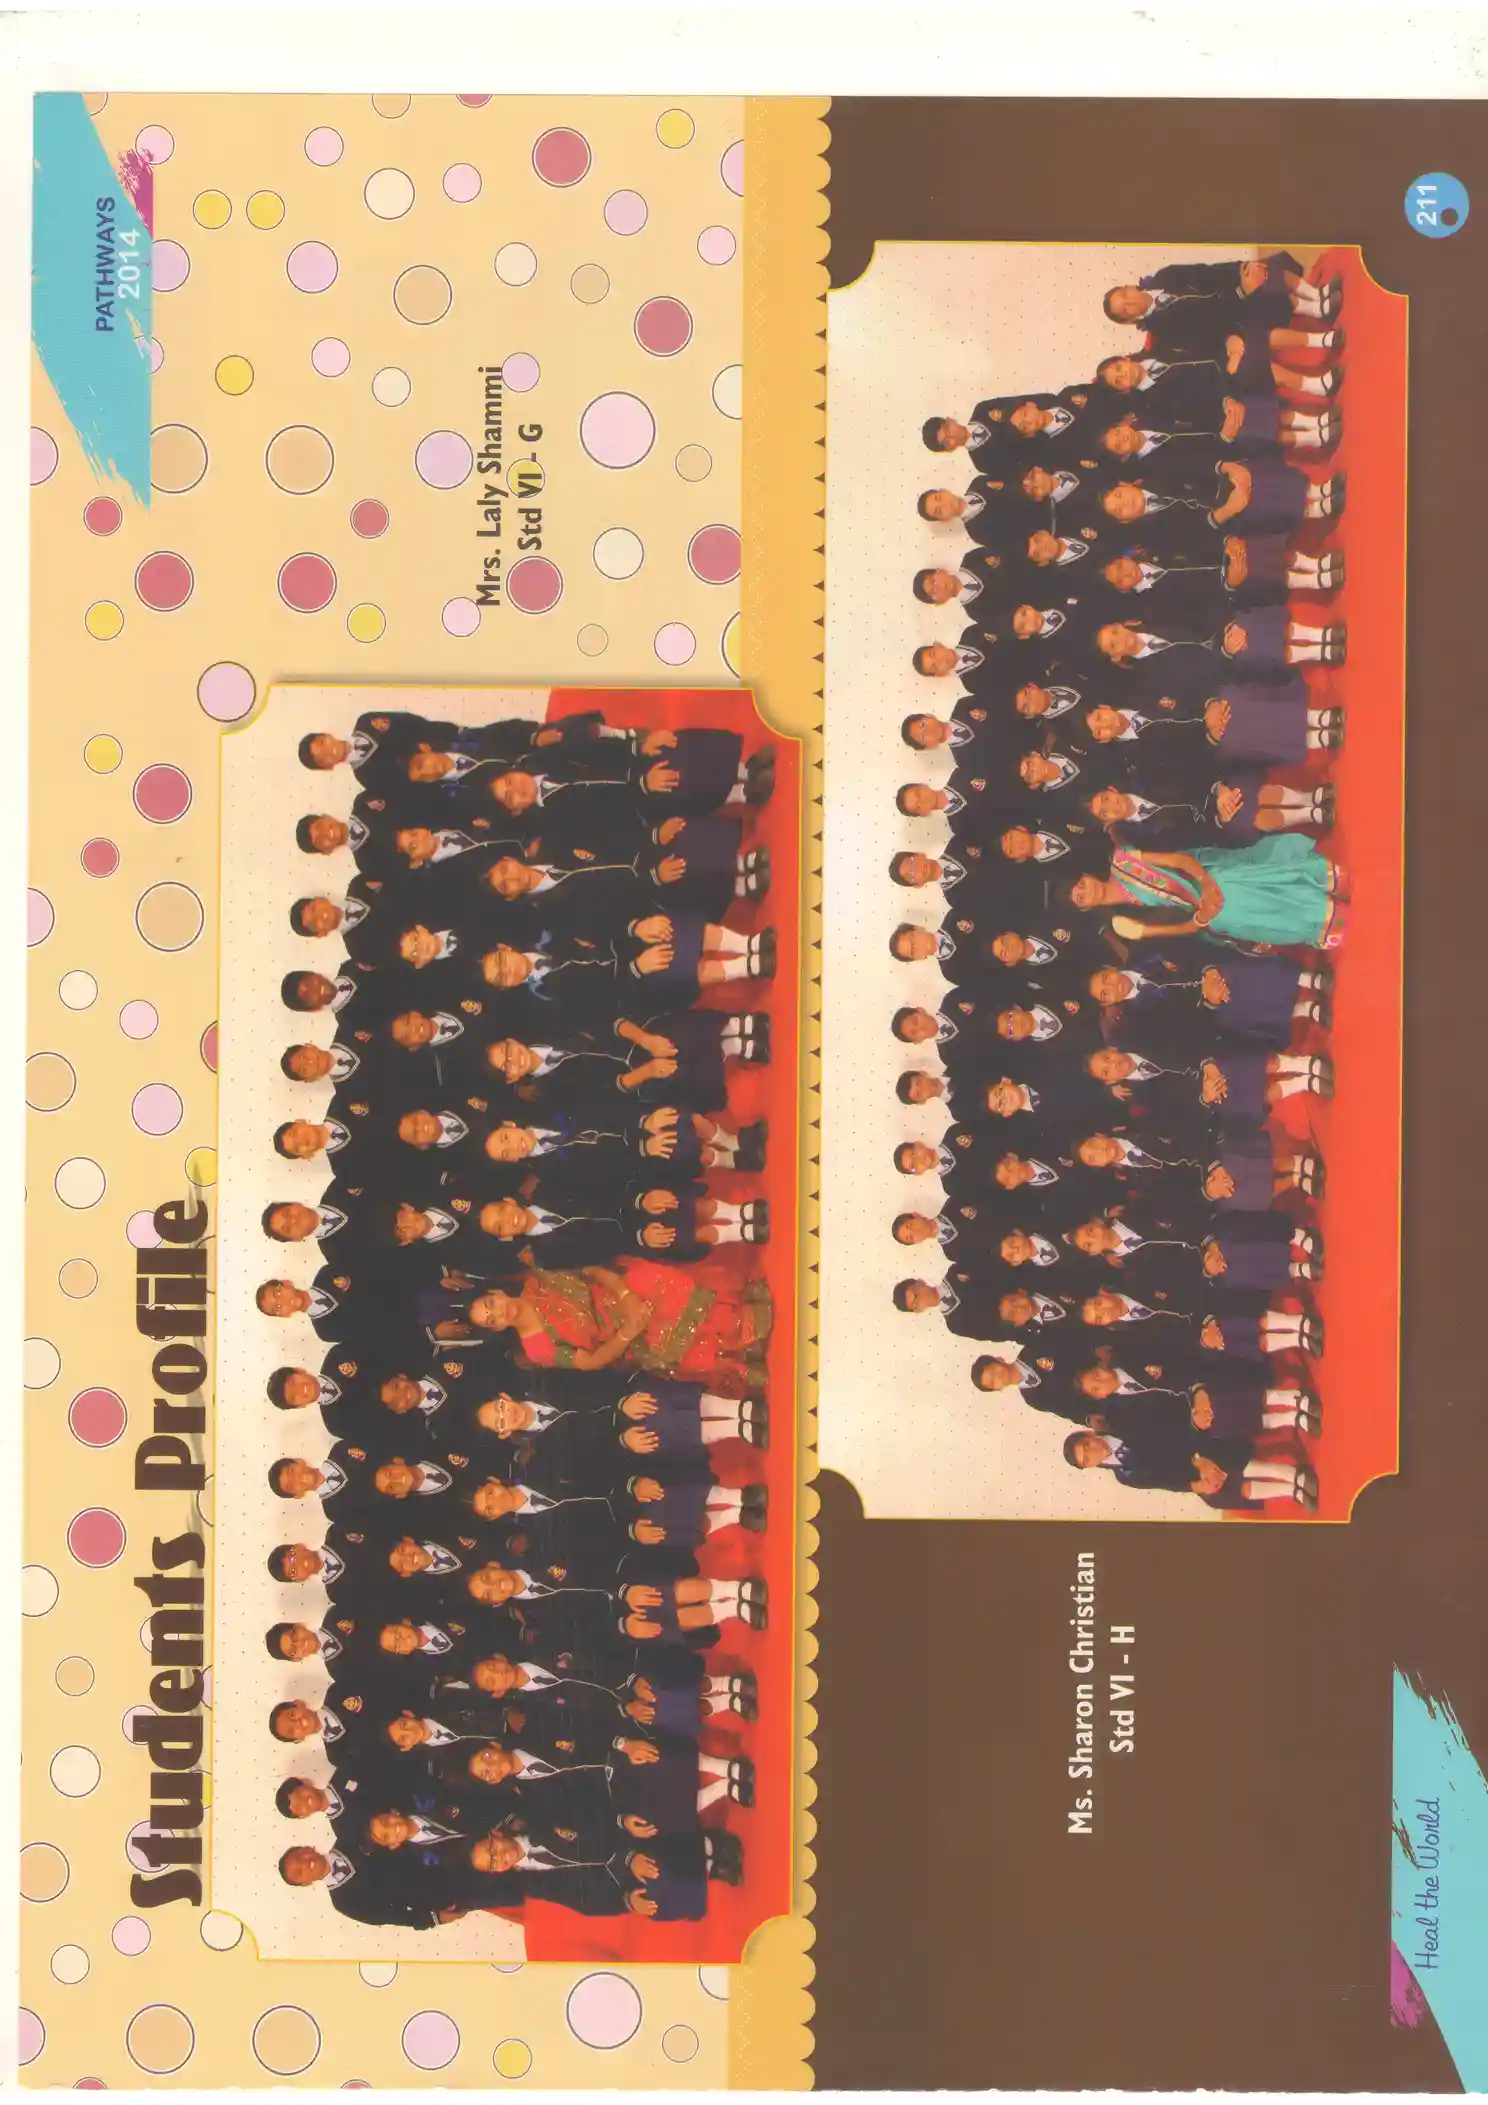 PATHWAYS
2014
Students Profile
Mrs. Laly Shammi
Std VI - G
Ms. Sharon Christian
Std VI - H
Heal the World
211